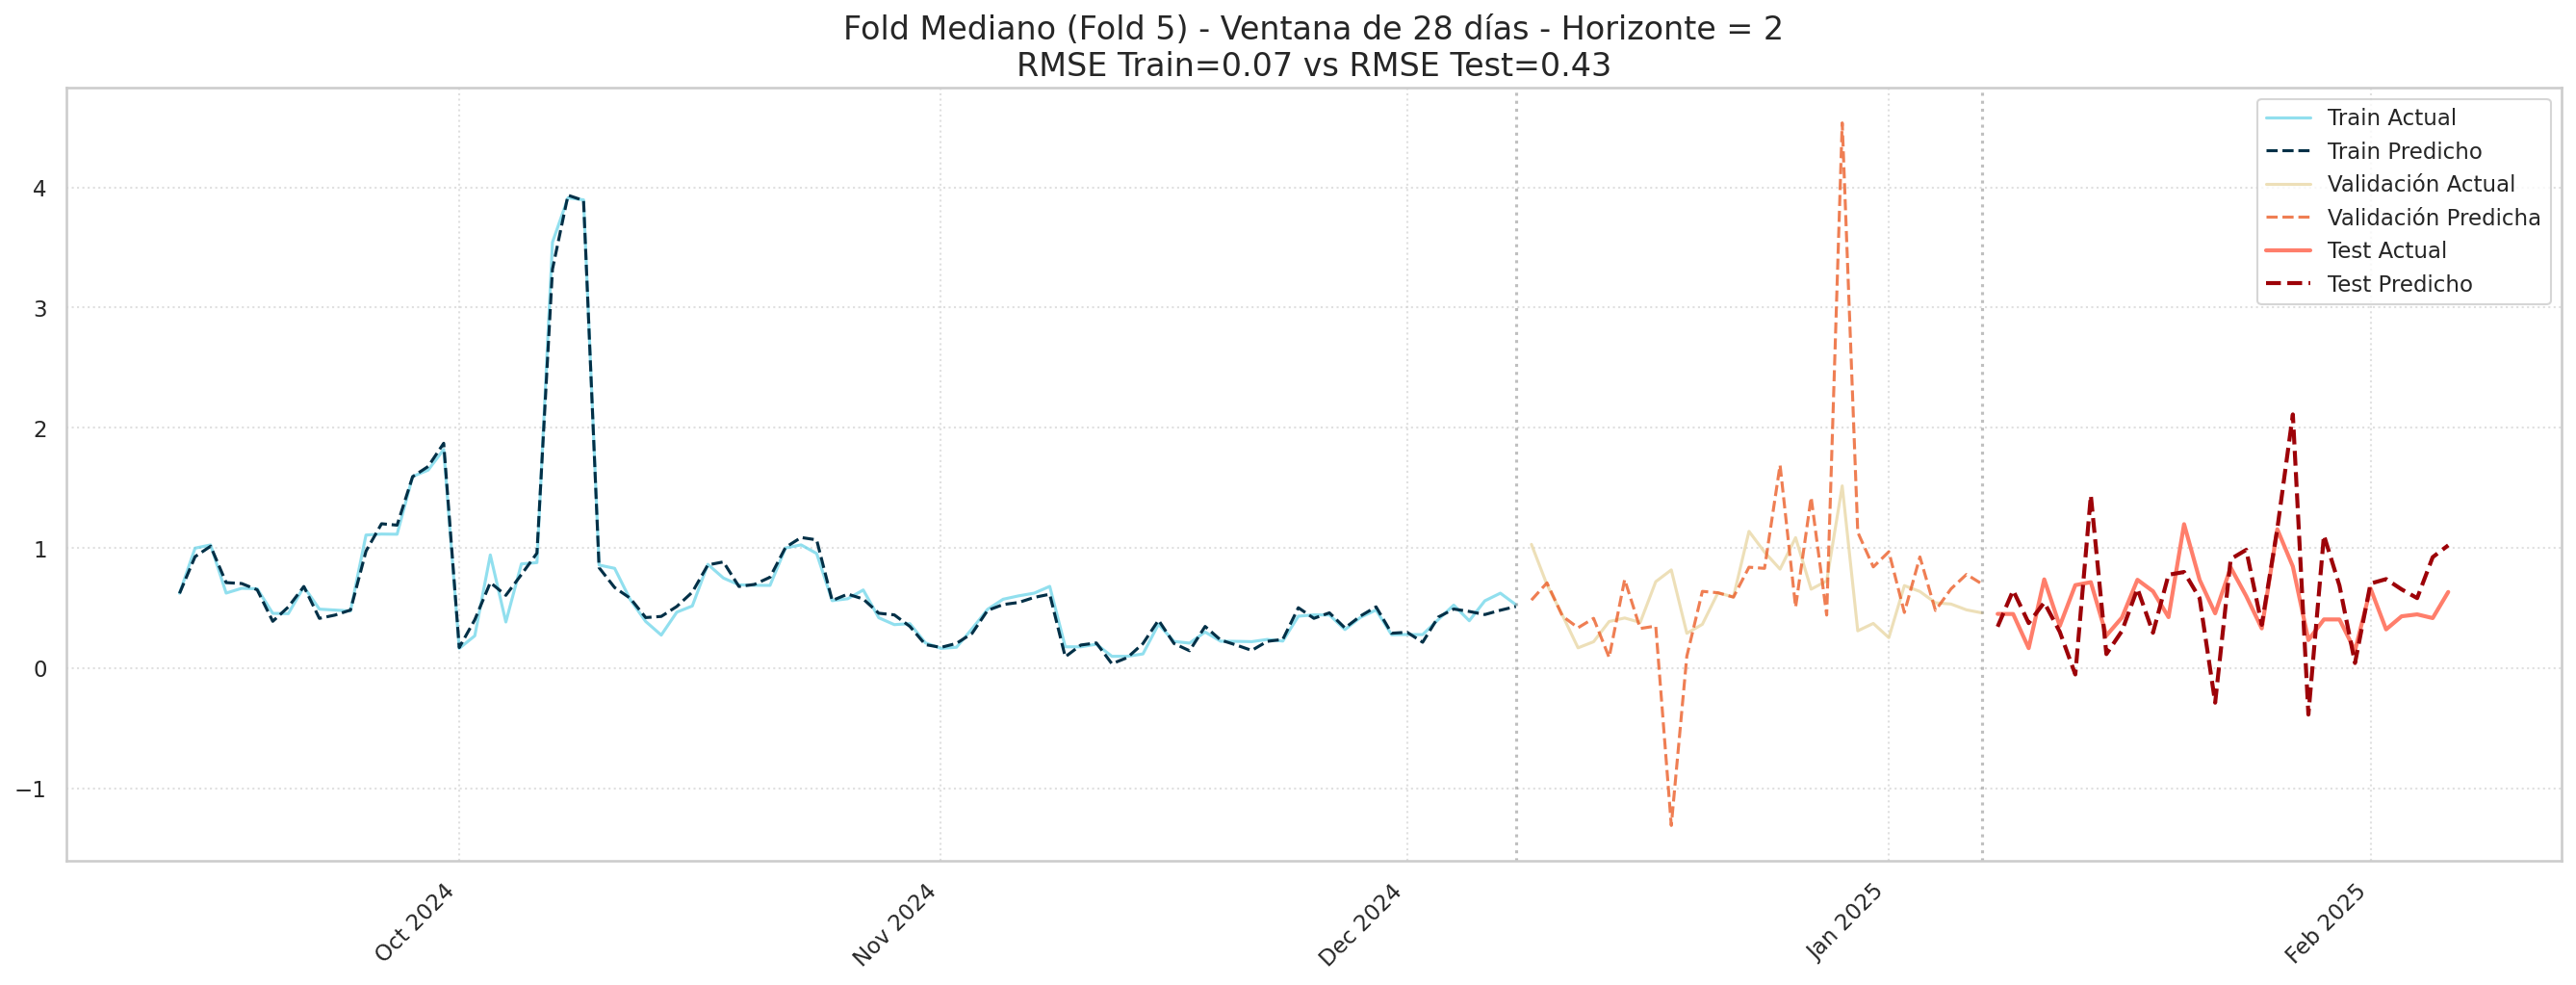 Fold Mediano (Fold 5) - Ventana de 28 días - Horizonte = 2
RMSE Train=0.07 vs RMSE Test=0.43
Train Actual
Train Predicho
Validación Actual
Validación Predicha
Test Actual
Test Predicho
4
3
2
1
0
−1
Oct 2024
Nov 2024
Dec 2024
Jan 2025
Feb 2025